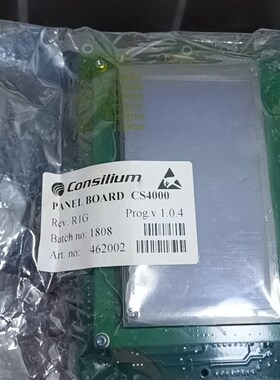 Consilium
PANEL BOARD CS4000
Rev: R1G Prog.v 1.0.4
Batch no: 1808
Art. no: 462002